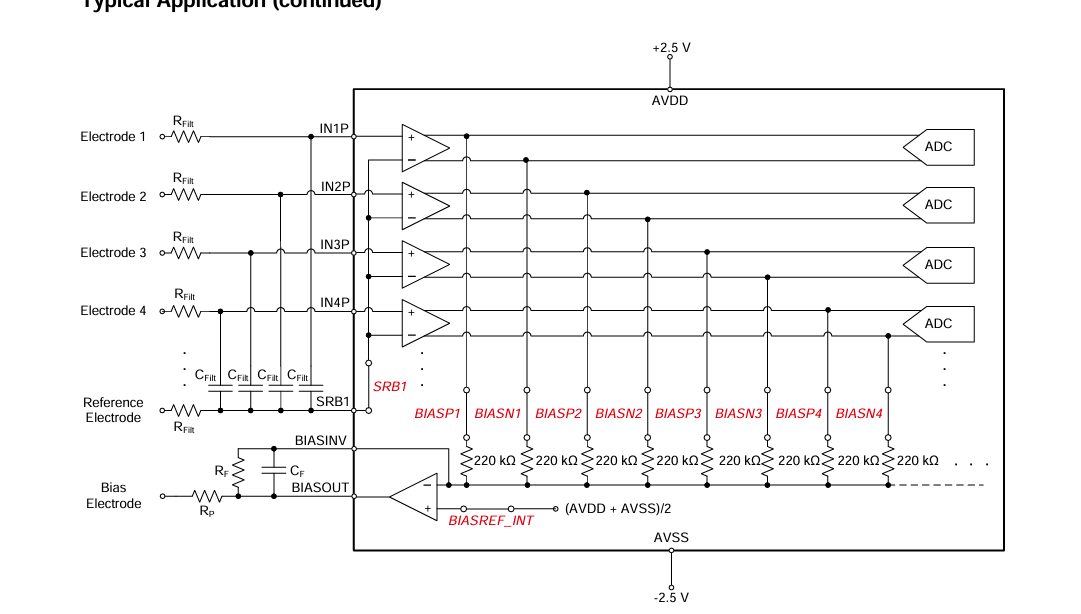 Typical Application (continued)
+2.5 V
AVDD
Electrode 1
RFilt
IN1P
+
−
ADC
Electrode 2
RFilt
IN2P
+
−
ADC
Electrode 3
RFilt
IN3P
+
−
ADC
Electrode 4
RFilt
IN4P
+
−
ADC
CFilt CFilt CFilt CFilt
SRB1
Reference
Electrode
RFilt
SRB1
BIASP1 BIASN1 BIASP2 BIASN2 BIASP3 BIASN3 BIASP4 BIASN4
BIASINV
RF
CF
220 kΩ 220 kΩ 220 kΩ 220 kΩ 220 kΩ 220 kΩ 220 kΩ 220 kΩ
Bias
Electrode
RP
BIASOUT
−
+
BIASREF_INT
(AVDD + AVSS)/2
AVSS
-2.5 V